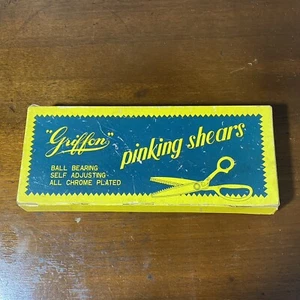 "Griffon"
pinking shears
BALL BEARING
SELF ADJUSTING
ALL CHROME PLATED